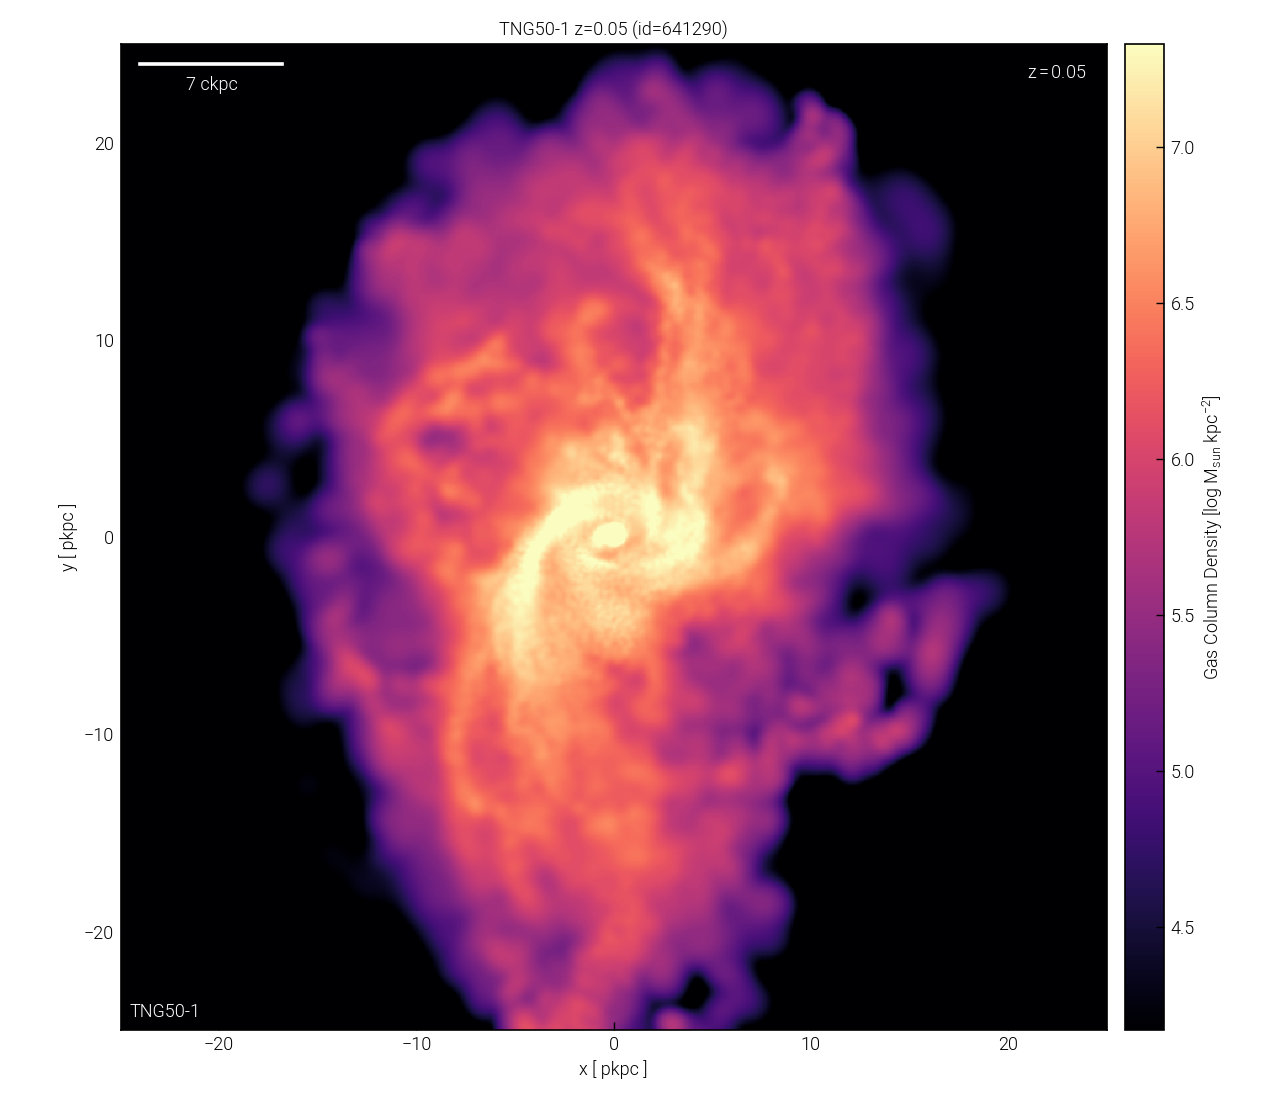 TNG50-1 z=0.05 (id=641290)
7 ckpc
z = 0.05
20
10
0
−10
−20
y [ pkpc ]
TNG50-1
−20
−10
0
10
20
x [ pkpc ]
7.0
6.5
6.0
5.5
5.0
4.5
Gas Column Density [log Msun kpc−2]